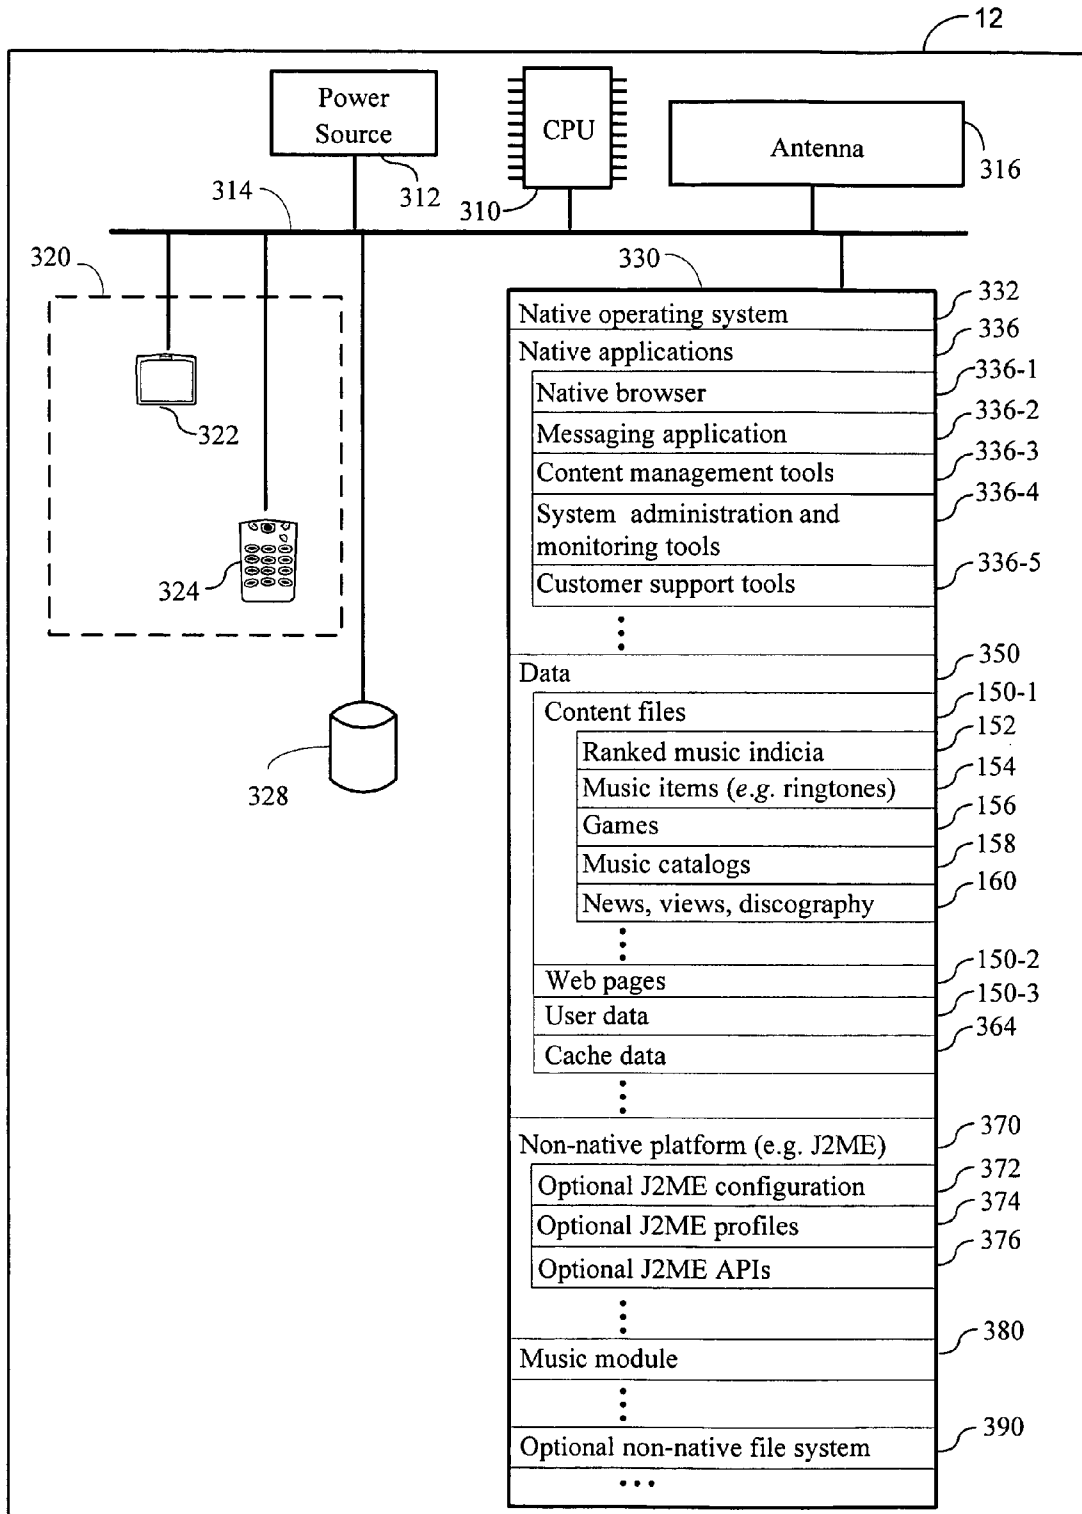 12
Power
Source
CPU
Antenna
316
312
310
314
330
320
322
324
328
Native operating system
332
Native applications
336
Native browser
336-1
Messaging application
336-2
Content management tools
336-3
System administration and
monitoring tools
336-4
Customer support tools
336-5
Data
350
Content files
150-1
Ranked music indicia
152
Music items (e.g. ringtones)
154
Games
156
Music catalogs
158
News, views, discography
160
Web pages
150-2
User data
150-3
Cache data
364
Non-native platform (e.g. J2ME)
370
Optional J2ME configuration
372
Optional J2ME profiles
374
Optional J2ME APIs
376
Music module
380
Optional non-native file system
390